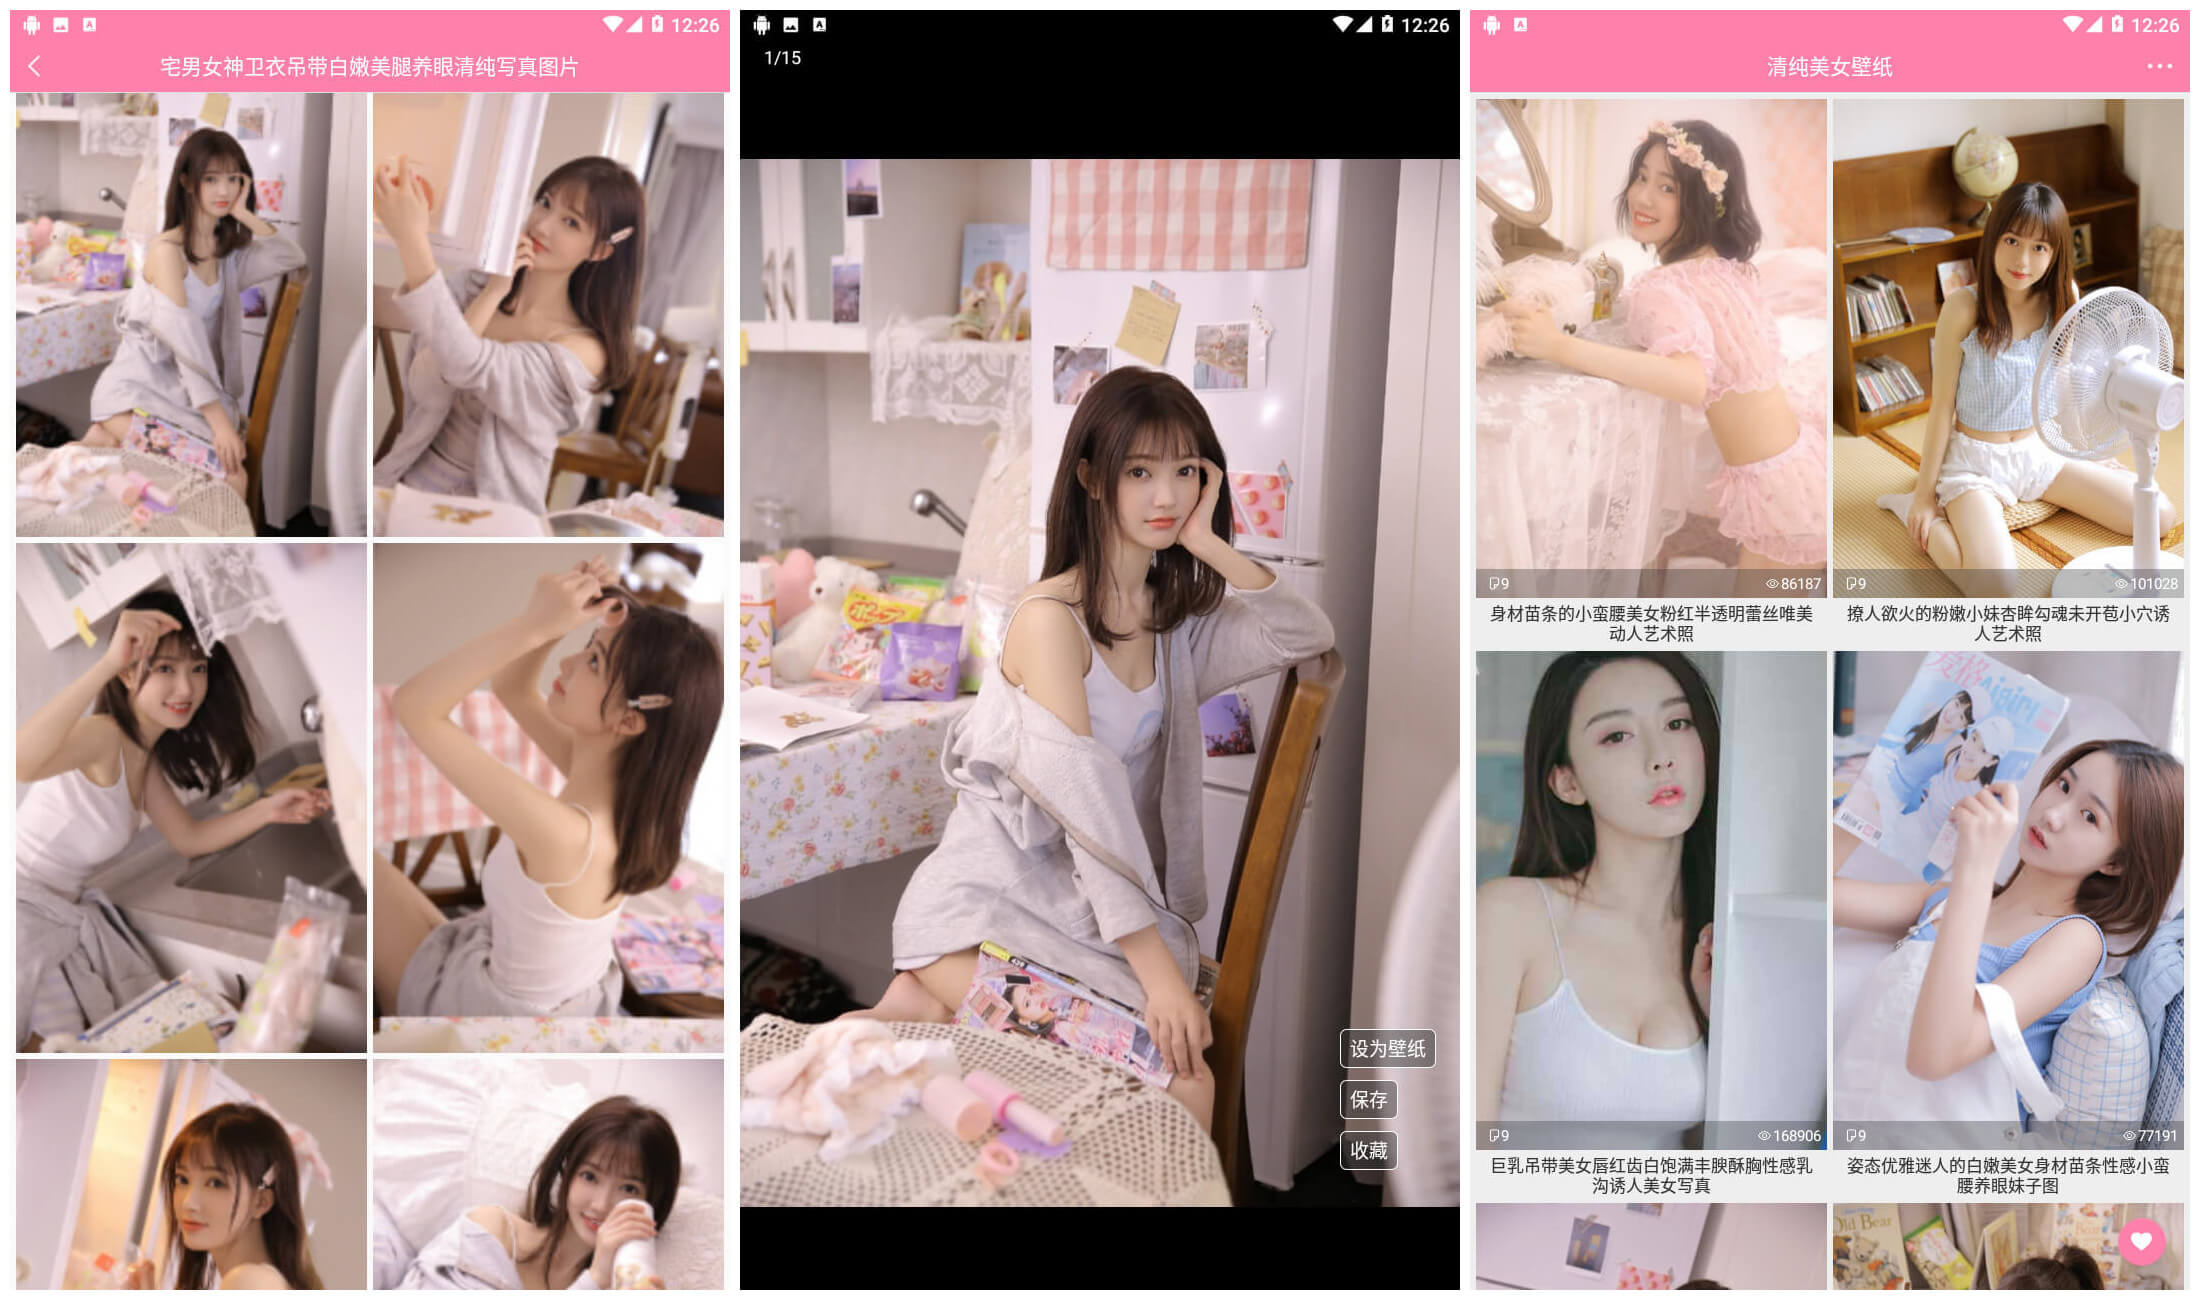 12:26
宅男女神卫衣吊带白嫩美腿养眼清纯写真图片
12:26
1/15
设为壁纸
保存
收藏
12:26
清纯美女壁纸
9
86187
9
101028
身材苗条的小蛮腰美女粉红半透明蕾丝唯美
动人艺术照
撩人欲火的粉嫩小妹杏眸勾魂未开苞小穴诱
人艺术照
爱格
Aigirl
9
168906
9
77191
巨乳吊带美女唇红齿白饱满丰腴酥胸性感乳
沟诱人美女写真
姿态优雅迷人的白嫩美女身材苗条性感小蛮
腰养眼妹子图
Old Bear